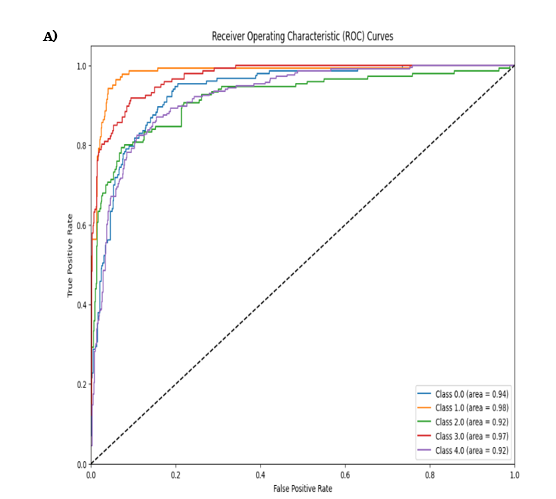 A)
Receiver Operating Characteristic (ROC) Curves
1.0
0.8
0.6
0.4
0.2
0.0
True Positive Rate
0.0 0.2 0.4 0.6 0.8 1.0
False Positive Rate
Class 0.0 (area = 0.94)
Class 1.0 (area = 0.98)
Class 2.0 (area = 0.92)
Class 3.0 (area = 0.97)
Class 4.0 (area = 0.92)